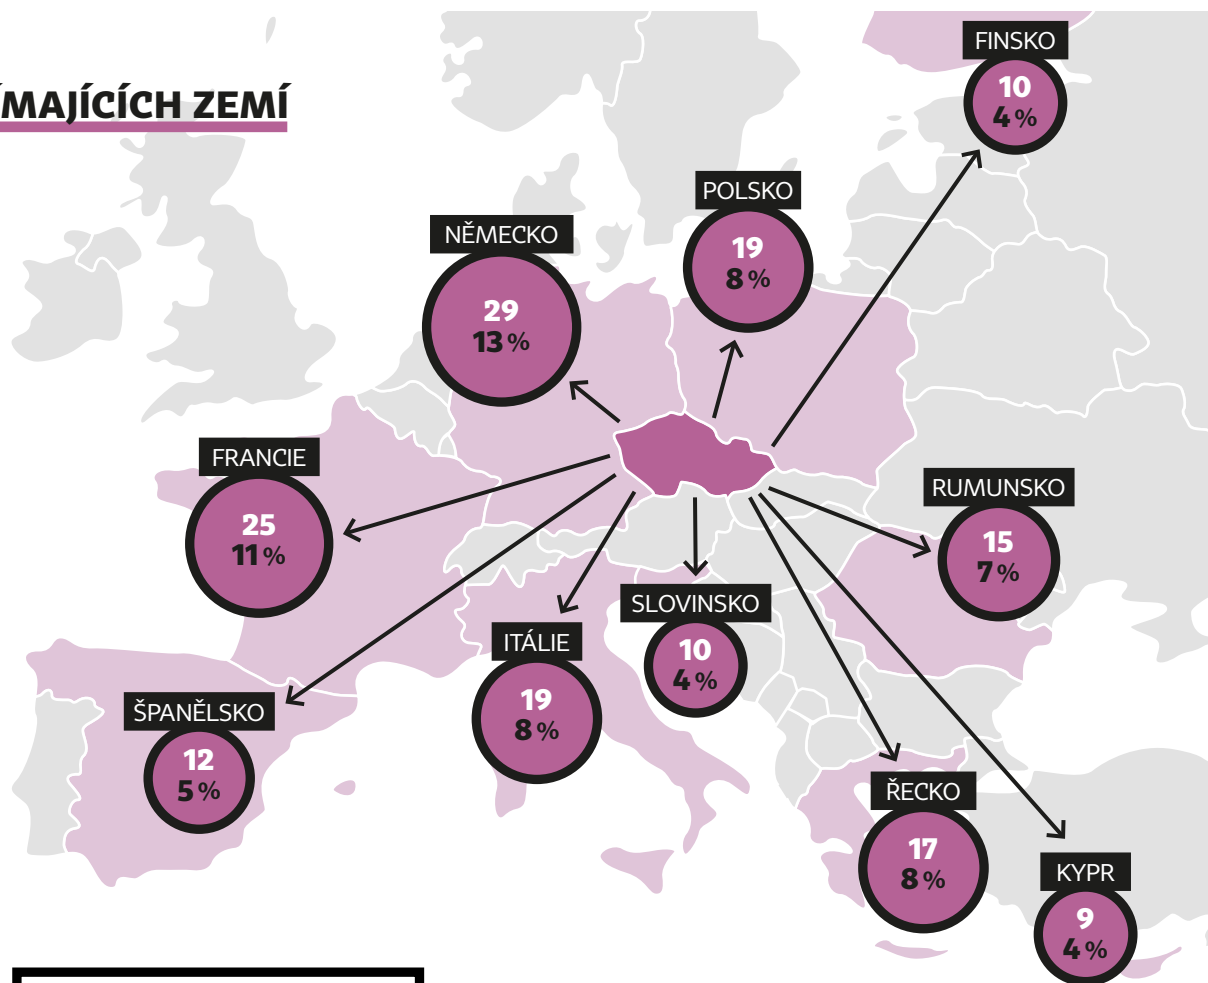 ÍMAJÍCÍCH ZEMÍ
FINSKO
10
4 %
POLSKO
19
8 %
NĚMECKO
29
13 %
FRANCIE
25
11 %
RUMUNSKO
15
7 %
SLOVINSKO
10
4 %
ITÁLIE
19
8 %
ŠPANĚLSKO
12
5 %
ŘECKO
17
8 %
KYPR
9
4 %